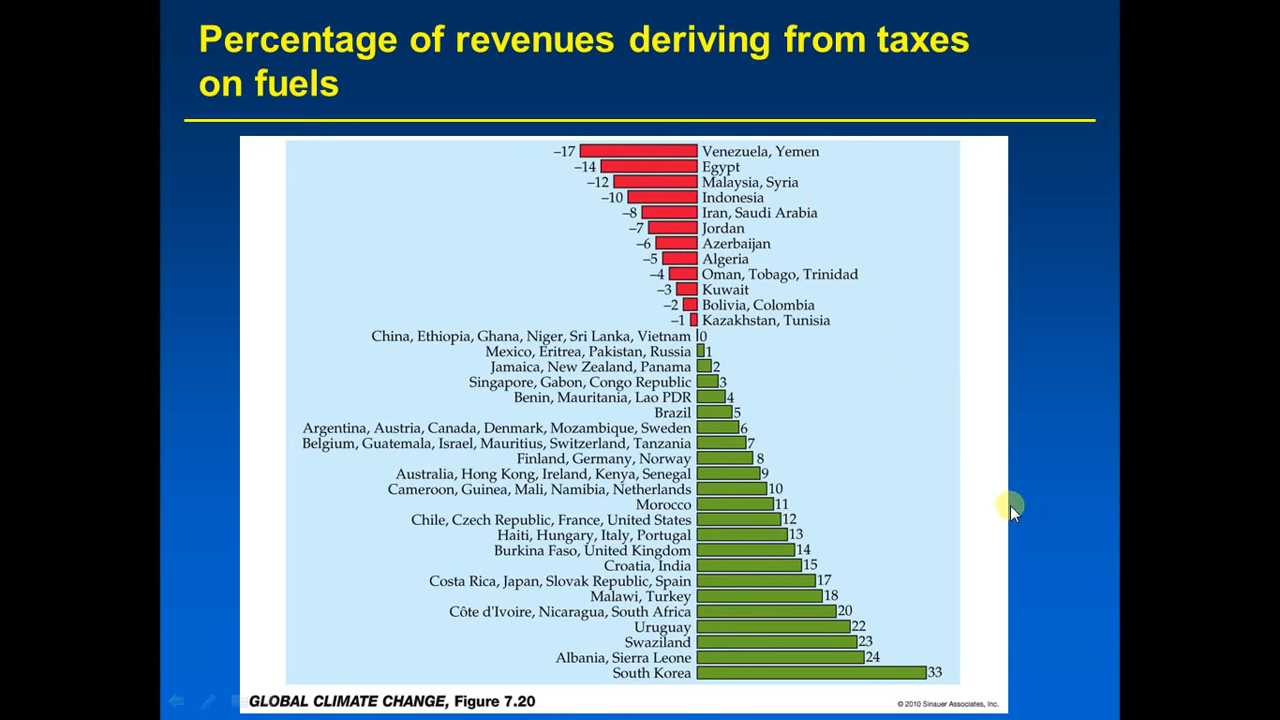 Percentage of revenues deriving from taxes
on fuels
–17 Venezuela, Yemen
–14 Egypt
–12 Malaysia, Syria
–10 Indonesia
–8 Iran, Saudi Arabia
–7 Jordan
–6 Azerbaijan
–5 Algeria
–4 Oman, Tobago, Trinidad
–3 Kuwait
–2 Bolivia, Colombia
–1 Kazakhstan, Tunisia
China, Ethiopia, Ghana, Niger, Sri Lanka, Vietnam 0
Mexico, Eritrea, Pakistan, Russia 1
Jamaica, New Zealand, Panama 2
Singapore, Gabon, Congo Republic 3
Benin, Mauritania, Lao PDR 4
Brazil 5
Argentina, Austria, Canada, Denmark, Mozambique, Sweden 6
Belgium, Guatemala, Israel, Mauritius, Switzerland, Tanzania 7
Finland, Germany, Norway 8
Australia, Hong Kong, Ireland, Kenya, Senegal 9
Cameroon, Guinea, Mali, Namibia, Netherlands 10
Morocco 11
Chile, Czech Republic, France, United States 12
Haiti, Hungary, Italy, Portugal 13
Burkina Faso, United Kingdom 14
Croatia, India 15
Costa Rica, Japan, Slovak Republic, Spain 17
Malawi, Turkey 18
Côte d'Ivoire, Nicaragua, South Africa 20
Uruguay 22
Swaziland 23
Albania, Sierra Leone 24
South Korea 33
GLOBAL CLIMATE CHANGE, Figure 7.20
© 2010 Sinauer Associates, Inc.